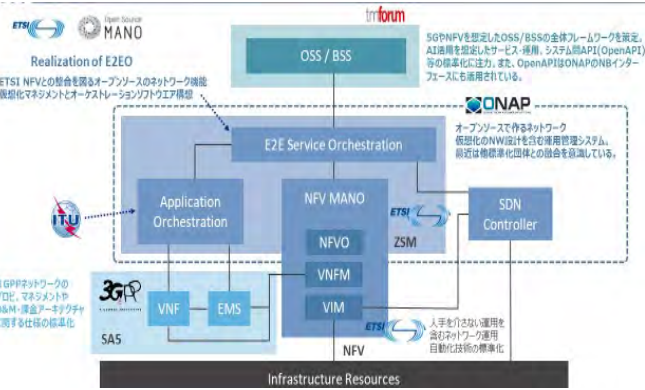 ETSI
Open Source
MANO
tmforum
Realization of E2EO
ETSI NFVとの整合を図るオープンソースのネットワーク機能
仮想化マネジメントとオーケストレーションソフトウエア構想
OSS / BSS
5GやNFVを想定したOSS/BSSの全体フレームワークを策定。
AI活用を想定したサービス・運用、システム間API(OpenAPI)
等の標準化に注力。また、OpenAPIはONAPのNBインター
フェースにも活用されている。
ONAP
オープンソースで作るネットワーク
仮想化のNW設計を含む運用管理システム。
最近は他標準化団体との融合を意識している。
E2E Service Orchestration
ITU
Application
Orchestration
NFV MANO
ETSI
ZSM
SDN
Controller
NFVO
VNFM
VIM
GPPネットワークの
マネジメントや
課金アーキテクチャ
関する仕様の標準化
3GPP
VNF
EMS
SA5
ETSI
NFV
人手を介さない運用を
含むネットワーク運用
自動化技術の標準化
Infrastructure Resources